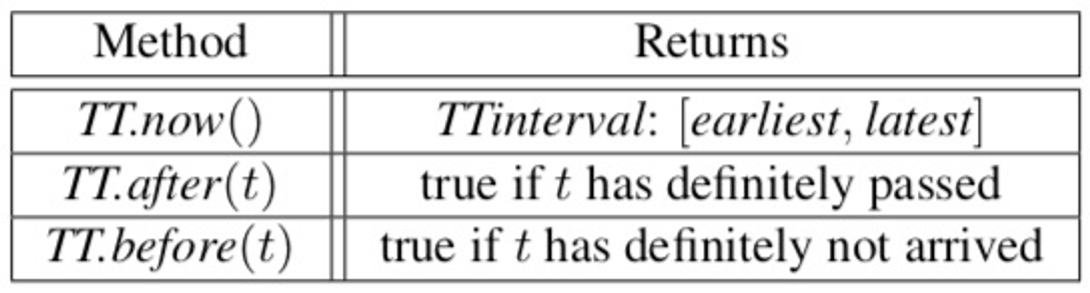 Method Returns
TT.now() TTinterval: [earliest, latest]
TT.after(t) true if t has definitely passed
TT.before(t) true if t has definitely not arrived